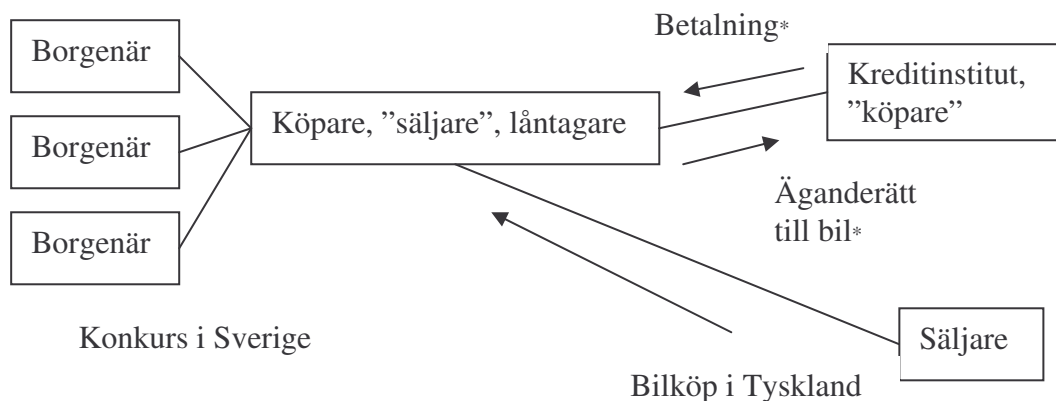 Borgenär
Borgenär
Borgenär
Köpare, ”säljare”, låntagare
Betalning*
Kreditinstitut,
”köpare”
Äganderätt
till bil*
Säljare
Konkurs i Sverige
Bilköp i Tyskland